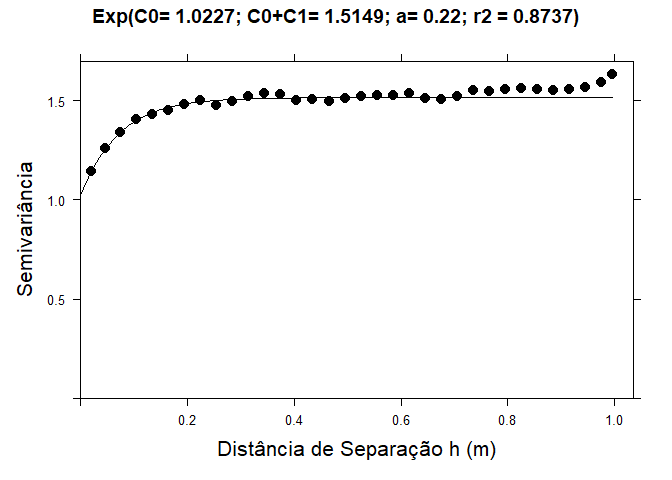 Exp(C0= 1.0227; C0+C1= 1.5149; a= 0.22; r2 = 0.8737)
1.5
1.0
0.5
Semivariância
0.2 0.4 0.6 0.8 1.0
Distância de Separação h (m)